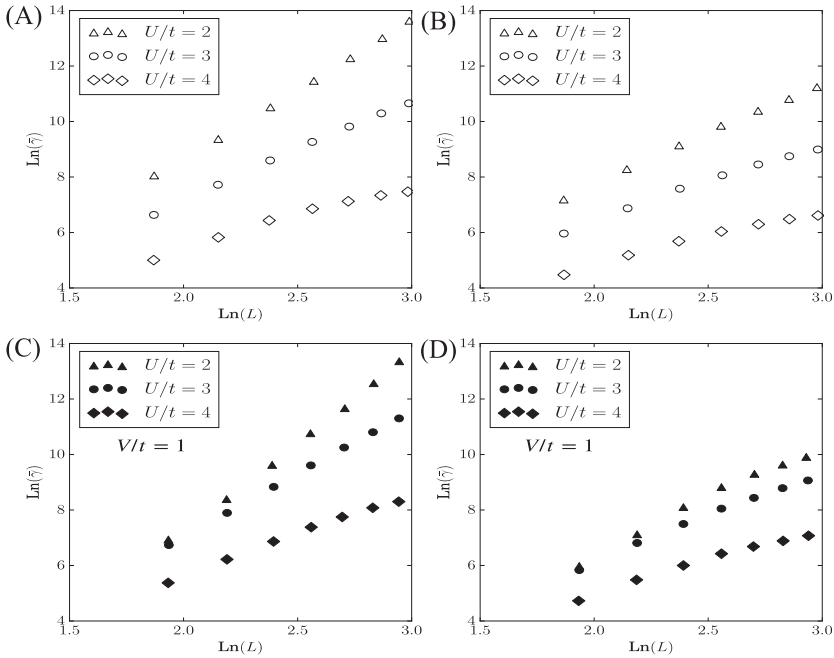 (A)
U/t = 2
U/t = 3
U/t = 4
14
12
10
8
6
4
Ln(γ̄)
1.5 2.0 2.5 3.0
Ln(L)
(B)
U/t = 2
U/t = 3
U/t = 4
14
12
10
8
6
4
Ln(γ̄)
1.5 2.0 2.5 3.0
Ln(L)
(C)
U/t = 2
U/t = 3
U/t = 4
V/t = 1
14
12
10
8
6
4
Ln(γ̄)
1.5 2.0 2.5 3.0
Ln(L)
(D)
U/t = 2
U/t = 3
U/t = 4
V/t = 1
14
12
10
8
6
4
Ln(γ̄)
1.5 2.0 2.5 3.0
Ln(L)